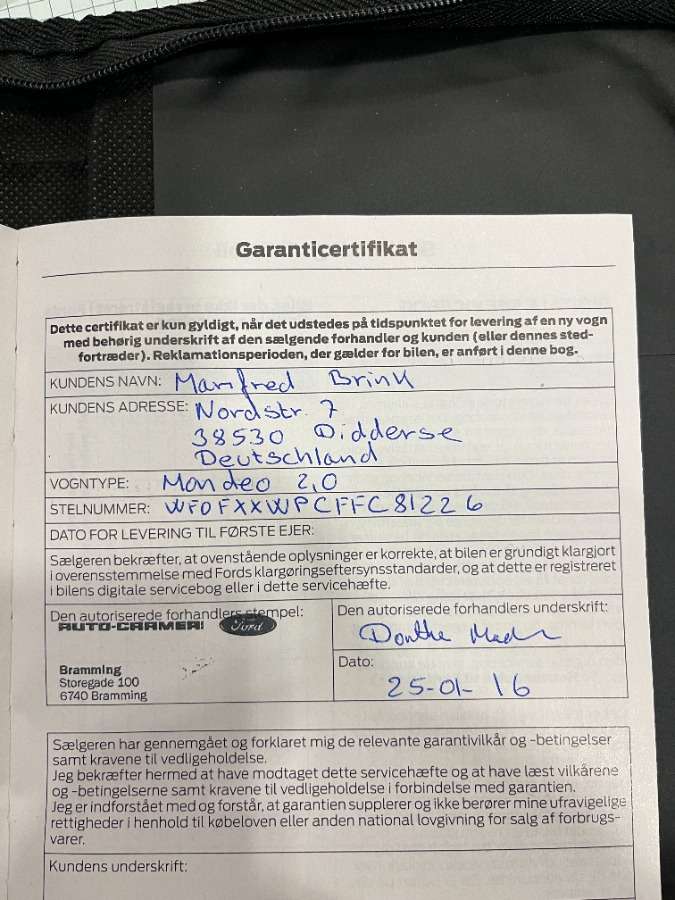 Garanticertifikat
Dette certifikat er kun gyldigt, når det udstedes på tidspunktet for levering af en ny vogn
med behørig underskrift af den sælgende forhandler og kunden (eller dennes sted-
fortræder). Reklamationsperioden, der gælder for bilen, er anført i denne bog.
KUNDENS NAVN: Manfred Brink
KUNDENS ADRESSE: Nordstr. 7
38530 Didderse
Deutschland
VOGNTYPE: Mondeo 2,0
STELNUMMER: WF0FXXWPCFFC81226
DATO FOR LEVERING TIL FØRSTE EJER:
Sælgeren bekræfter, at ovenstående oplysninger er korrekte, at bilen er grundigt klargjort
i overensstemmelse med Fords klargøringseftersynsstandarder, og at dette er registreret
i bilens digitale servicebog eller i dette servicehæfte.
Den autoriserede forhandlers stempel:
AUTO-CRAMER! Ford
Bramming
Storegade 100
6740 Bramming
Den autoriserede forhandlers underskrift:
Dato:
25-01-16
Sælgeren har gennemgået og forklaret mig de relevante garantivilkår og -betingelser
samt kravene til vedligeholdelse.
Jeg bekræfter hermed at have modtaget dette servicehæfte og at have læst vilkårene
og -betingelserne samt kravene til vedligeholdelse i forbindelse med garantien.
Jeg er indforstået med og forstår, at garantien supplerer og ikke berører mine ufravigelige
rettigheder i henhold til købeloven eller anden national lovgivning for salg af forbrugs-
varer.
Kundens underskrift: